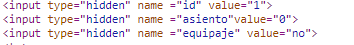 <input type="hidden" name ="id" value="1">
<input type="hidden" name ="asiento"value="0">
<input type="hidden" name ="equipaje" value="no">